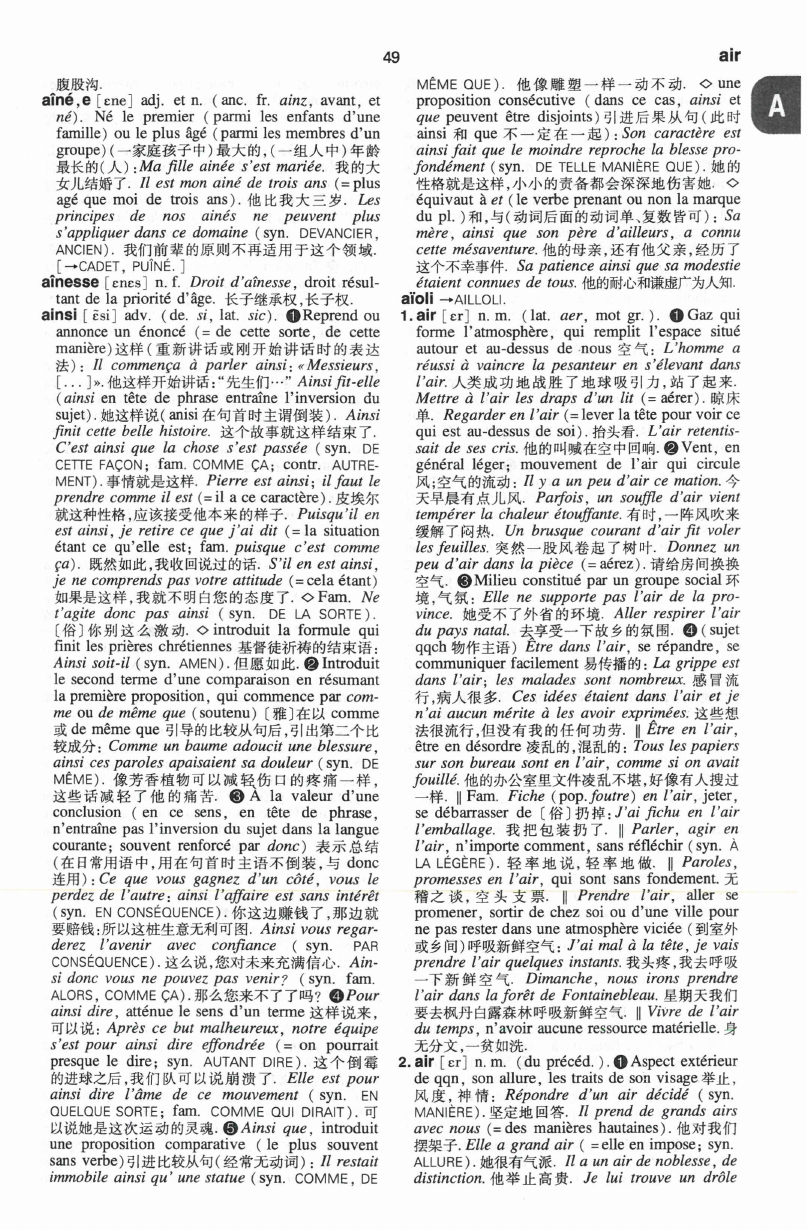 49
air
A
腹股沟.
aîné,e [ɛne] adj. et n. (anc. fr. ainz, avant, et
né). Né le premier (parmi les enfants d'une
famille) ou le plus âgé (parmi les membres d'un
groupe)(一家庭孩子中)最大的,(一组人中)年龄
最长的(人):Ma fille ainée s'est mariée. 我的大
女儿结婚了. Il est mon ainé de trois ans (=plus
agé que moi de trois ans). 他比我大三岁. Les
principes de nos ainés ne peuvent plus
s'appliquer dans ce domaine (syn. DEVANCIER,
ANCIEN). 我们前辈的原则不再适用于这个领域.
[→CADET, PUÎNÉ. ]
aînesse [ɛnɛs] n. f. Droit d'aînesse, droit résul-
tant de la priorité d'âge. 长子继承权,长子权.
ainsi [ɛ̃si] adv. (de. si, lat. sic). ❶Reprend ou
annonce un énoncé (= de cette sorte, de cette
manière)这样(重新讲话或刚开始讲话时的表达
法): Il commença à parler ainsi: «Messieurs,
[...]». 他这样开始讲话:“先生们…” Ainsi fit-elle
(ainsi en tête de phrase entraîne l'inversion du
sujet). 她这样说(anisi 在句首时主谓倒装). Ainsi
finit cette belle histoire. 这个故事就这样结束了.
C'est ainsi que la chose s'est passée (syn. DE
CETTE FAÇON; fam. COMME ÇA; contr. AUTRE-
MENT). 事情就是这样. Pierre est ainsi; il faut le
prendre comme il est (=il a ce caractère). 皮埃尔
就这种性格,应该接受他本来的样子. Puisqu'il en
est ainsi, je retire ce que j'ai dit (= la situation
étant ce qu'elle est; fam. puisque c'est comme
ça). 既然如此,我收回说过的话. S'il en est ainsi,
je ne comprends pas votre attitude (=cela étant)
如果是这样,我就不明白您的态度了. ◇Fam. Ne
t'agite donc pas ainsi (syn. DE LA SORTE).
〔俗〕你别这么激动. ◇introduit la formule qui
finit les prières chrétiennes 基督徒祈祷的结束语:
Ainsi soit-il (syn. AMEN). 但愿如此. ❷Introduit
le second terme d'une comparaison en résumant
la première proposition, qui commence par com-
me ou de même que (soutenu)〔雅〕在以 comme
或 de même que 引导的比较从句后,引出第二个比
较成分: Comme un baume adoucit une blessure,
ainsi ces paroles apaisaient sa douleur (syn. DE
MÊME). 像芳香植物可以减轻伤口的疼痛一样,
这些话减轻了他的痛苦. ❸À la valeur d'une
conclusion (en ce sens, en tête de phrase,
n'entraîne pas l'inversion du sujet dans la langue
courante; souvent renforcé par donc) 表示总结
(在日常用语中,用在句首时主语不倒装,与 donc
连用):Ce que vous gagnez d'un côté, vous le
perdez de l'autre; ainsi l'affaire est sans intérêt
(syn. EN CONSÉQUENCE). 你这边赚钱了,那边就
要赔钱;所以这桩生意无利可图. Ainsi vous regar-
derez l'avenir avec confiance (syn. PAR
CONSÉQUENCE). 这么说,您对未来充满信心. Ain-
si donc vous ne pouvez pas venir? (syn. fam.
ALORS, COMME ÇA). 那么您来不了了吗? ❹Pour
ainsi dire, atténue le sens d'un terme 这样说来,
可以说: Après ce but malheureux, notre équipe
s'est pour ainsi dire effondrée (= on pourrait
presque le dire; syn. AUTANT DIRE). 这个倒霉
的进球之后,我们队可以说崩溃了. Elle est pour
ainsi dire l'âme de ce mouvement (syn. EN
QUELQUE SORTE; fam. COMME QUI DIRAIT). 可
以说她是这次运动的灵魂. ❺Ainsi que, introduit
une proposition comparative (le plus souvent
sans verbe)引进比较从句(经常无动词): Il restait
immobile ainsi qu' une statue (syn. COMME, DE
MÊME QUE). 他像雕塑一样一动不动. ◇une
proposition consécutive (dans ce cas, ainsi et
que peuvent être disjoints)引进后果从句(此时
ainsi 和 que 不一定在一起):Son caractère est
ainsi fait que le moindre reproche la blesse pro-
fondément (syn. DE TELLE MANIÈRE QUE). 她的
性格就是这样,小小的责备都会深深地伤害她. ◇
équivaut à et (le verbe prenant ou non la marque
du pl.)和,与(动词后面的动词单、复数皆可): Sa
mère, ainsi que son père d'ailleurs, a connu
cette mésaventure. 他的母亲,还有他父亲,经历了
这个不幸事件. Sa patience ainsi que sa modestie
étaient connues de tous. 他的耐心和谦虚广为人知.
aïoli →AILLOLI.
1. air [ɛr] n. m. (lat. aer, mot gr.). ❶Gaz qui
forme l'atmosphère, qui remplit l'espace situé
autour et au-dessus de nous 空气: L'homme a
réussi à vaincre la pesanteur en s'élevant dans
l'air. 人类成功地战胜了地球吸引力,站了起来.
Mettre à l'air les draps d'un lit (= aérer). 晾床
单. Regarder en l'air (=lever la tête pour voir ce
qui est au-dessus de soi). 抬头看. L'air retentis-
sait de ses cris. 他的叫喊在空中回响. ❷Vent, en
général léger; mouvement de l'air qui circule
风;空气的流动: Il y a un peu d'air ce mation. 今
天早晨有点儿风. Parfois, un souffle d'air vient
tempérer la chaleur étouffante. 有时,一阵风吹来
缓解了闷热. Un brusque courant d'air fit voler
les feuilles. 突然一股风卷起了树叶. Donnez un
peu d'air dans la pièce (=aérez). 请给房间换换
空气. ❸Milieu constitué par un groupe social 环
境,气氛: Elle ne supporte pas l'air de la pro-
vince. 她受不了外省的环境. Aller respirer l'air
du pays natal. 去享受一下故乡的氛围. ❹(sujet
qqch 物作主语) Être dans l'air, se répandre, se
communiquer facilement 易传播的: La grippe est
dans l'air; les malades sont nombreux. 感冒流
行,病人很多. Ces idées étaient dans l'air et je
n'ai aucun mérite à les avoir exprimées. 这些想
法很流行,但没有我的任何功劳. ‖ Être en l'air,
être en désordre 凌乱的,混乱的: Tous les papiers
sur son bureau sont en l'air, comme si on avait
fouillé. 他的办公室里文件凌乱不堪,好像有人搜过
一样. ‖ Fam. Fiche (pop. foutre) en l'air, jeter,
se débarrasser de〔俗〕扔掉:J'ai fichu en l'air
l'emballage. 我把包装扔了. ‖ Parler, agir en
l'air, n'importe comment, sans réfléchir (syn. À
LA LÉGÈRE). 轻率地说,轻率地做. ‖ Paroles,
promesses en l'air, qui sont sans fondement. 无
稽之谈,空头支票. ‖ Prendre l'air, aller se
promener, sortir de chez soi ou d'une ville pour
ne pas rester dans une atmosphère viciée (到室外
或乡间)呼吸新鲜空气: J'ai mal à la tête, je vais
prendre l'air quelques instants. 我头疼,我去呼吸
一下新鲜空气. Dimanche, nous irons prendre
l'air dans la forêt de Fontainebleau. 星期天我们
要去枫丹白露森林呼吸新鲜空气. ‖ Vivre de l'air
du temps, n'avoir aucune ressource matérielle. 身
无分文,一贫如洗.
2. air [ɛr] n. m. (du précéd.). ❶Aspect extérieur
de qqn, son allure, les traits de son visage 举止,
风度,神情: Répondre d'un air décidé (syn.
MANIÈRE). 坚定地回答. Il prend de grands airs
avec nous (=des manières hautaines). 他对我们
摆架子. Elle a grand air (=elle en impose; syn.
ALLURE). 她很有气派. Il a un air de noblesse, de
distinction. 他举止高贵. Je lui trouve un drôle